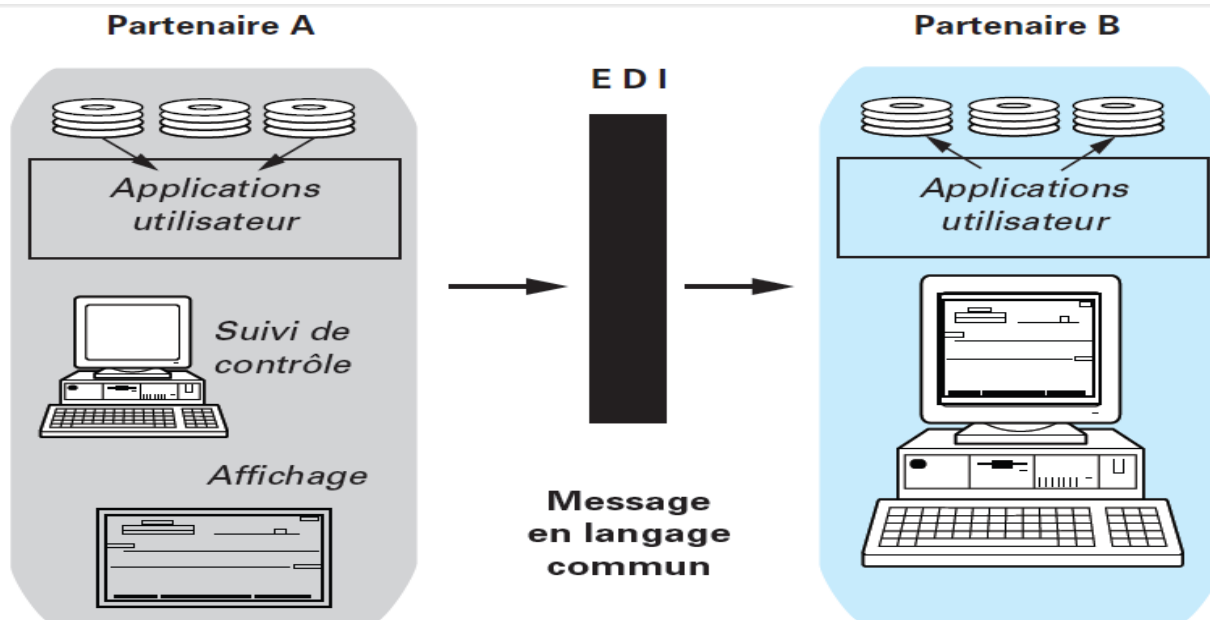 Partenaire A
Partenaire B
E D I
Applications
utilisateur
Applications
utilisateur
Suivi de
contrôle
Affichage
Message
en langage
commun